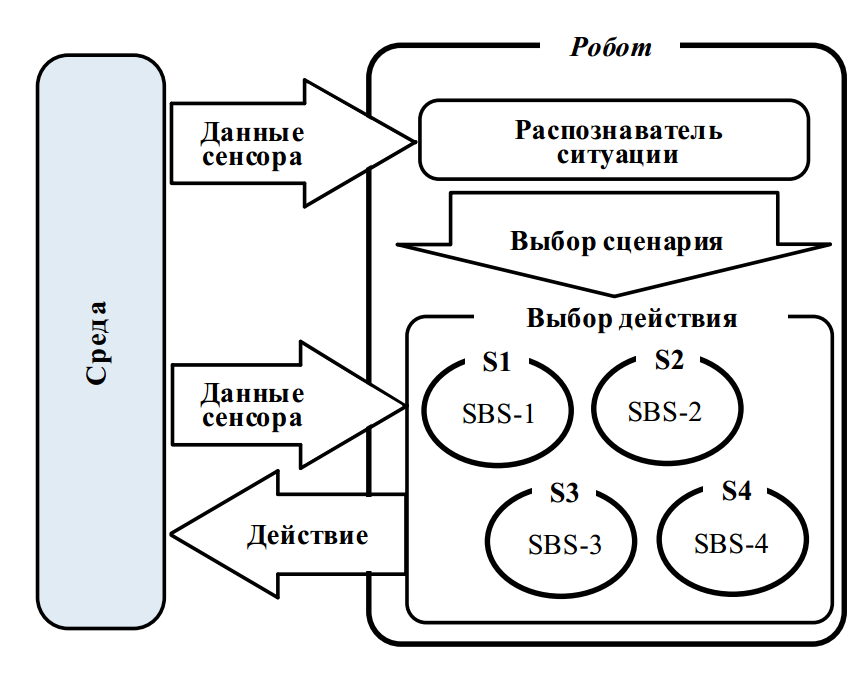 Робот
Данные
сенсора
Распознаватель
ситуации
Выбор сценария
Среда
Выбор действия
Данные
сенсора
S1
SBS-1
S2
SBS-2
Действие
S3
SBS-3
S4
SBS-4